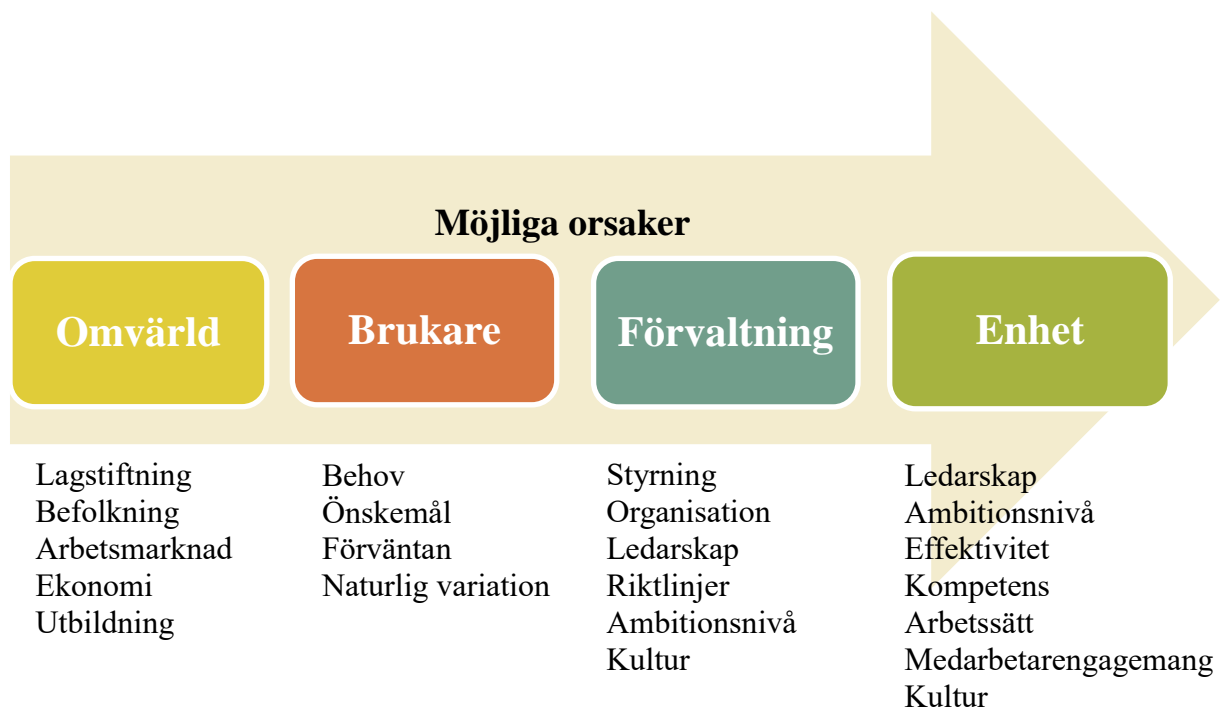 Möjliga orsaker
Omvärld
Brukare
Förvaltning
Enhet
Lagstiftning
Befolkning
Arbetsmarknad
Ekonomi
Utbildning
Behov
Önskemål
Förväntan
Naturlig variation
Styrning
Organisation
Ledarskap
Riktlinjer
Ambitionsnivå
Kultur
Ledarskap
Ambitionsnivå
Effektivitet
Kompetens
Arbetssätt
Medarbetarengagemang
Kultur